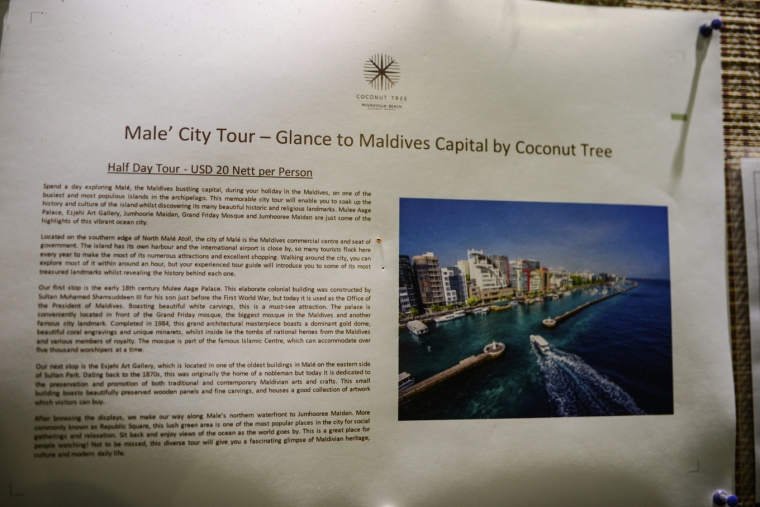 COCONUT TREE
Male' City Tour – Glance to Maldives Capital by Coconut Tree
Half Day Tour - USD 20 Nett per Person
Spend a day exploring Malé, the Maldives bustling capital, during your holiday in the Maldives, on one of the
busiest and most populous islands in the archipelago. This memorable city tour will enable you to soak up the
history and culture of the island whilst discovering its many beautiful historic and religious landmarks. Mulee Aage
Palace, Esjehi Art Gallery, Jumhoorie Maidan, Grand Friday Mosque and Jumhooree Maidan are just some of the
highlights of this vibrant ocean city.
Located on the southern edge of North Malé Atoll, the city of Malé is the Maldives commercial centre and seat of
government. The island has its own harbour and the international airport is close by, so many tourists flock here
every year to make the most of its numerous attractions and excellent shopping. Walking around the city, you can
explore most of it within around an hour, but your experienced tour guide will introduce you to some of its most
treasured landmarks whilst revealing the history behind each one.
Our first stop is the early 18th century Mulee Aage Palace. This elaborate colonial building was constructed by
Sultan Mohamed Shamsuddeen III for his son just before the First World War, but today it is used as the Office of
the President of Maldives. Boasting beautiful white carvings, this is a must-see attraction. The palace is
conveniently located in front of the Grand Friday mosque, the biggest mosque in the Maldives and another
famous city landmark. Completed in 1984, this grand architectural masterpiece boasts a dominant gold dome,
beautiful coral engravings and unique minarets, whilst inside lie the tombs of national heroes from the Maldives
and various members of royalty. The mosque is part of the famous Islamic Centre, which can accommodate over
five thousand worshipers at a time.
Our next stop is the Esjehi Art Gallery, which is located in one of the oldest buildings in Malé on the eastern side
of Sultan Park. Dating back to the 1870s, this was originally the home of a nobleman but today it is dedicated to
the preservation and promotion of both traditional and contemporary Maldivian arts and crafts. This small
building boasts beautifully preserved wooden panels and fine carvings, and houses a good collection of artwork
which visitors can buy.
After browsing the displays, we make our way along Male's northern waterfront to Jumhooree Maidan. More
commonly known as Republic Square, this lush green area is one of the most popular places in the city for social
gatherings and relaxation. Sit back and enjoy views of the ocean as the world goes by. This is a great place for
people watching! Not to be missed, this diverse tour will give you a fascinating glimpse of Maldivian heritage,
culture and modern daily life.